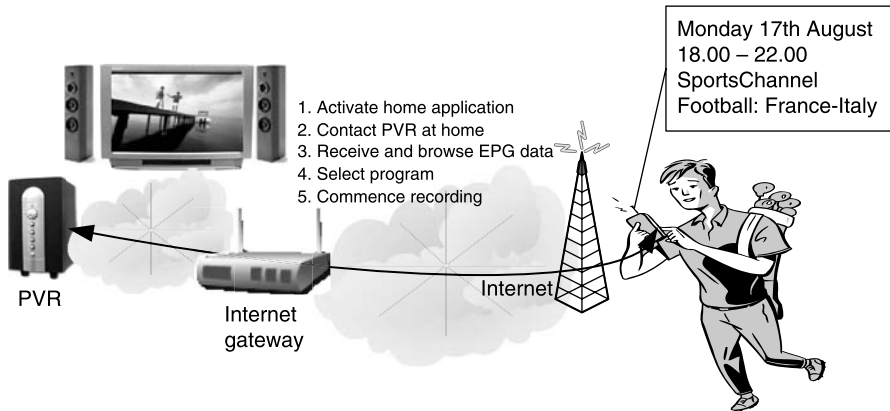 Monday 17th August
18.00 – 22.00
SportsChannel
Football: France-Italy
1. Activate home application
2. Contact PVR at home
3. Receive and browse EPG data
4. Select program
5. Commence recording
PVR
Internet
gateway
Internet